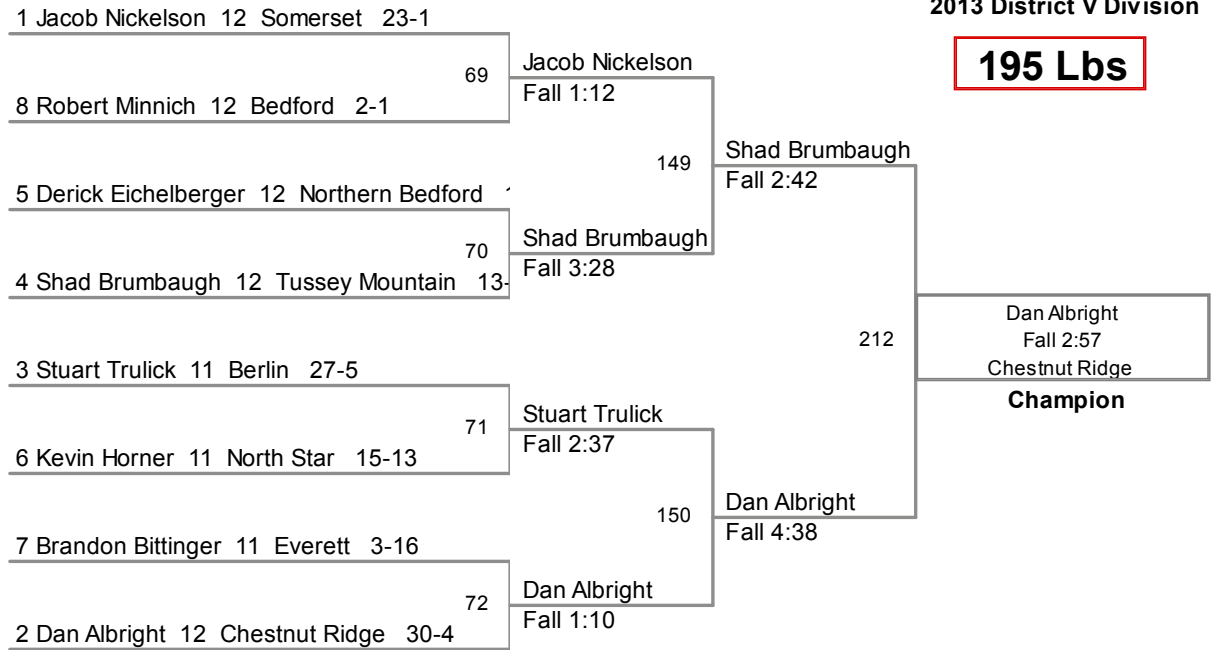 2013 District V Division
195 Lbs
1 Jacob Nickelson 12 Somerset 23-1
69
8 Robert Minnich 12 Bedford 2-1
Jacob Nickelson
Fall 1:12
5 Derick Eichelberger 12 Northern Bedford
70
4 Shad Brumbaugh 12 Tussey Mountain 13-
Shad Brumbaugh
Fall 3:28
149
Shad Brumbaugh
Fall 2:42
3 Stuart Trulick 11 Berlin 27-5
71
6 Kevin Horner 11 North Star 15-13
Stuart Trulick
Fall 2:37
7 Brandon Bittinger 11 Everett 3-16
72
2 Dan Albright 12 Chestnut Ridge 30-4
Dan Albright
Fall 1:10
150
Dan Albright
Fall 4:38
212
Dan Albright
Fall 2:57
Chestnut Ridge
Champion